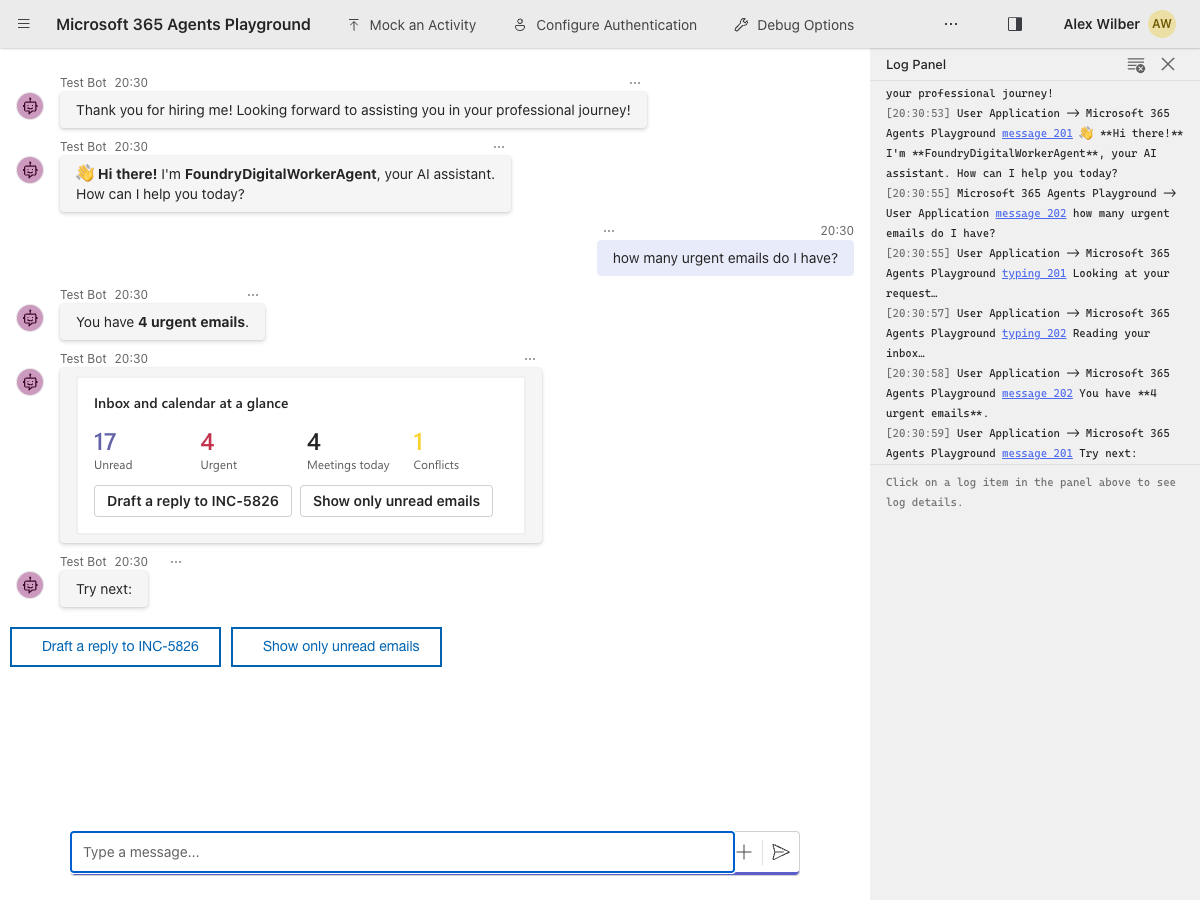 Microsoft 365 Agents Playground
Mock an Activity
Configure Authentication
Debug Options
...
Alex Wilber
AW
Test Bot 20:30
...
Thank you for hiring me! Looking forward to assisting you in your professional journey!
Test Bot 20:30
...
👋 Hi there! I'm FoundryDigitalWorkerAgent, your AI assistant.
How can I help you today?
...
20:30
how many urgent emails do I have?
Test Bot 20:30
...
You have 4 urgent emails.
Test Bot 20:30
...
Inbox and calendar at a glance
17 4 4 1
Unread Urgent Meetings today Conflicts
Draft a reply to INC-5826
Show only unread emails
Test Bot 20:30
...
Try next:
Draft a reply to INC-5826
Show only unread emails
Type a message...
Log Panel
your professional journey!
[20:30:53] User Application → Microsoft 365
Agents Playground message 201 👋 **Hi there!**
I'm **FoundryDigitalWorkerAgent**, your AI
assistant. How can I help you today?
[20:30:55] Microsoft 365 Agents Playground →
User Application message 202 how many urgent
emails do I have?
[20:30:55] User Application → Microsoft 365
Agents Playground typing 201 Looking at your
request…
[20:30:57] User Application → Microsoft 365
Agents Playground typing 202 Reading your
inbox…
[20:30:58] User Application → Microsoft 365
Agents Playground message 202 You have **4
urgent emails**.
[20:30:59] User Application → Microsoft 365
Agents Playground message 201 Try next:
Click on a log item in the panel above to see
log details.